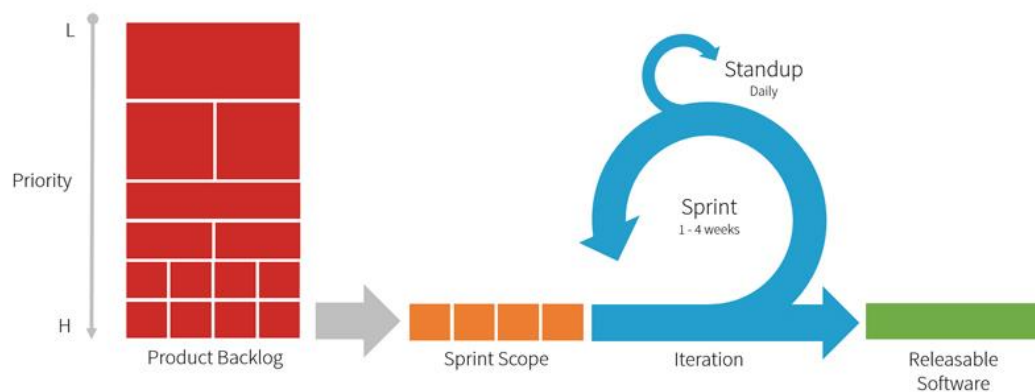 L
Priority
H
Product Backlog
Sprint Scope
Standup
Daily
Sprint
1 - 4 weeks
Iteration
Releasable
Software